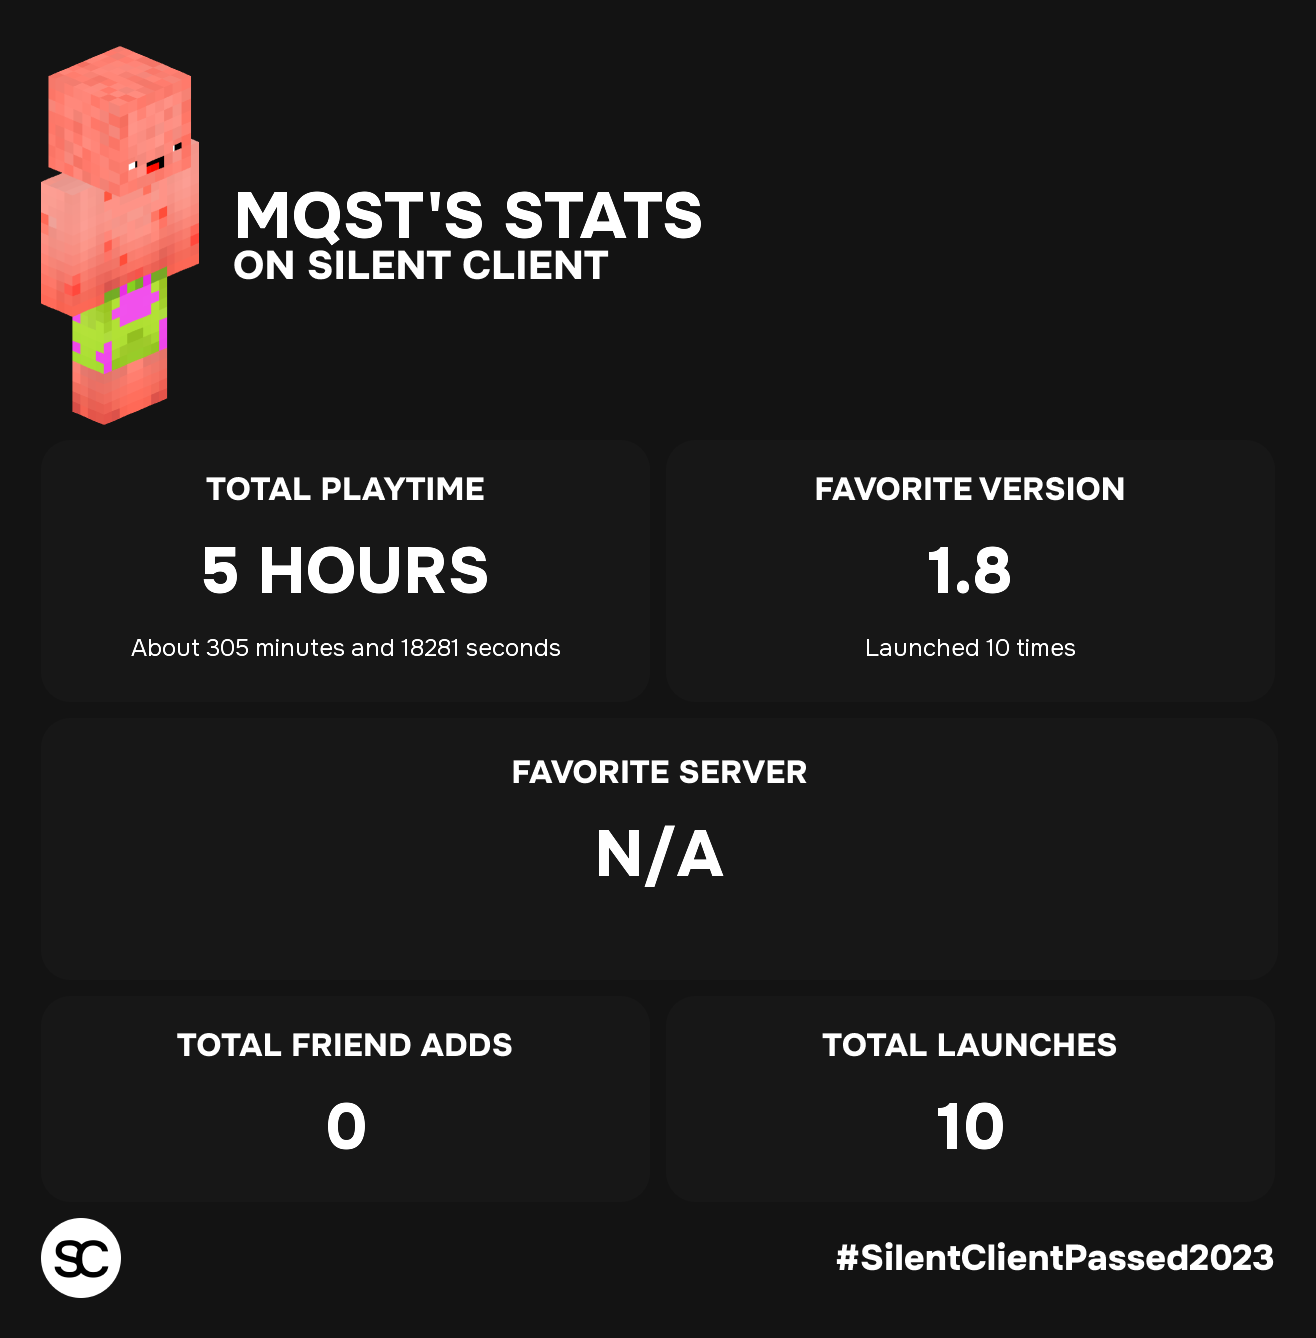 MQST'S STATS
ON SILENT CLIENT
TOTAL PLAYTIME
5 HOURS
About 305 minutes and 18281 seconds
FAVORITE VERSION
1.8
Launched 10 times
FAVORITE SERVER
N/A
TOTAL FRIEND ADDS
0
TOTAL LAUNCHES
10
SC
#SilentClientPassed2023